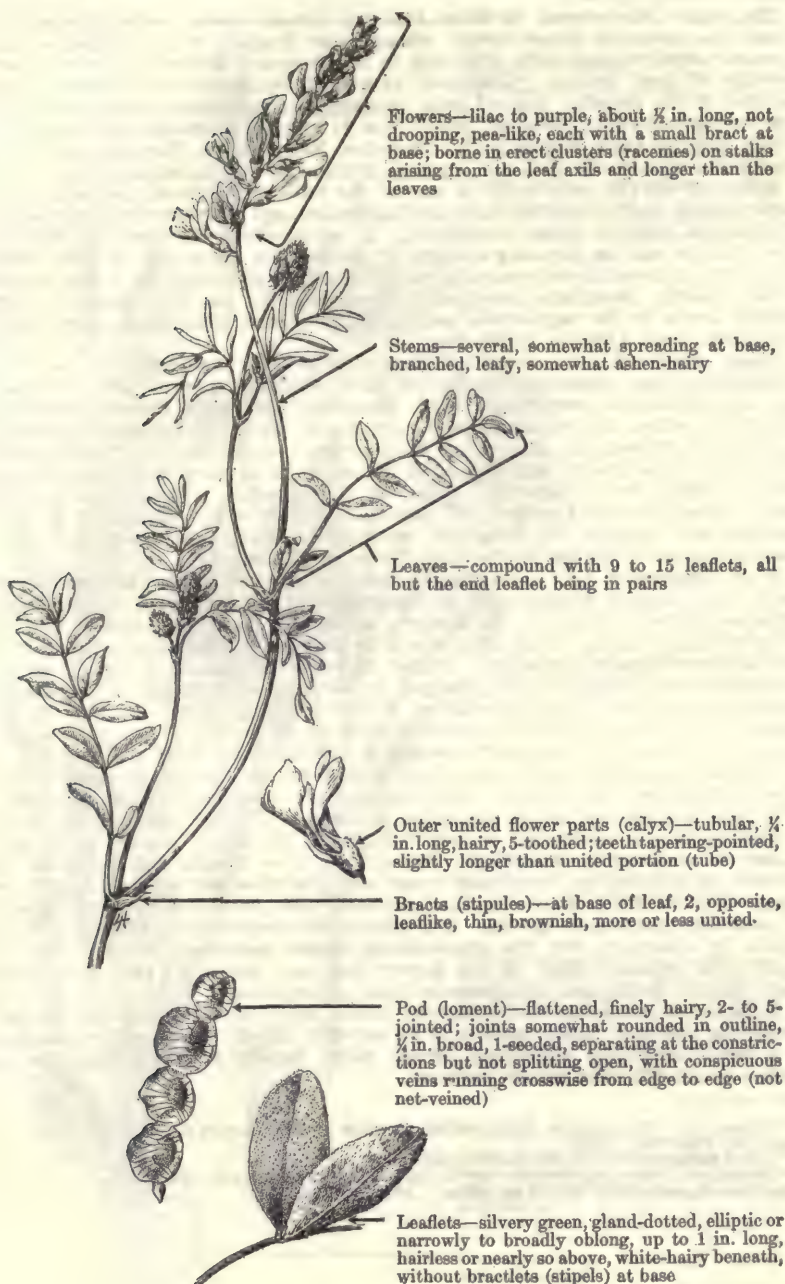 Flowers—lilac to purple, about ½ in. long, not
drooping, pea-like, each with a small bract at
base; borne in erect clusters (racemes) on stalks
arising from the leaf axils and longer than the
leaves
Stems—several, somewhat spreading at base,
branched, leafy, somewhat ashen-hairy
Leaves—compound with 9 to 15 leaflets, all
but the end leaflet being in pairs
Outer united flower parts (calyx)—tubular, ¼
in. long, hairy, 5-toothed; teeth tapering-pointed,
slightly longer than united portion (tube)
Bracts (stipules)—at base of leaf, 2, opposite,
leaflike, thin, brownish, more or less united.
Pod (loment)—flattened, finely hairy, 2- to 5-
jointed; joints somewhat rounded in outline,
¼ in. broad, 1-seeded, separating at the constric-
tions but not splitting open, with conspicuous
veins running crosswise from edge to edge (not
net-veined)
Leaflets—silvery green, gland-dotted, elliptic or
narrowly to broadly oblong, up to 1 in. long,
hairless or nearly so above, white-hairy beneath,
without bractlets (stipels) at base